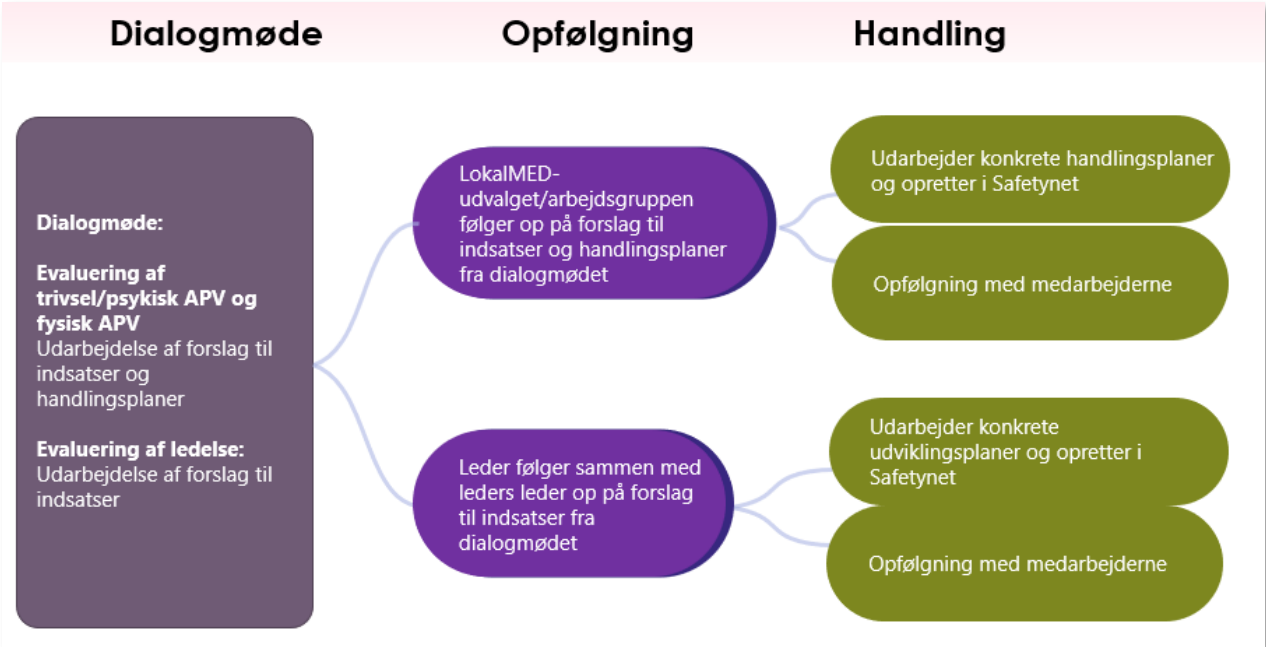 Dialogmøde Opfølgning Handling
Dialogmøde:
Evaluering af
trivsel/psykisk APV og
fysisk APV
Udarbejdelse af forslag til
indsatser og
handlingsplaner
Evaluering af ledelse:
Udarbejdelse af forslag til
indsatser
LokalMED-
udvalget/arbejdsgruppen
følger op på forslag til
indsatser og handlingsplaner
fra dialogmødet
Udarbejder konkrete handlingsplaner
og opretter i Safetynet
Opfølgning med medarbejderne
Leder følger sammen med
leders leder op på forslag
til indsatser fra
dialogmødet
Udarbejder konkrete
udviklingsplaner og opretter i
Safetynet
Opfølgning med medarbejderne